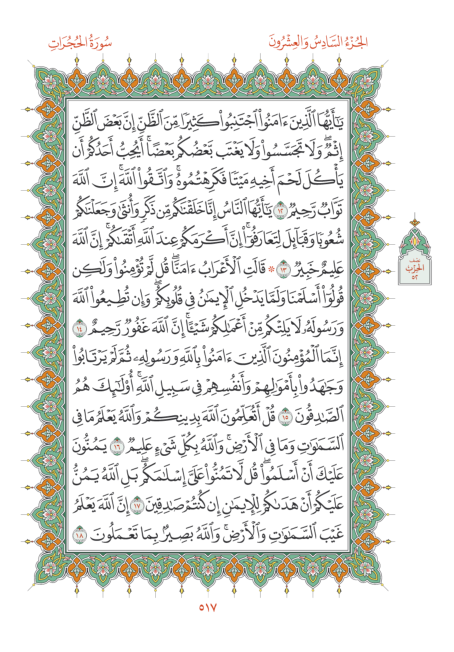 الجُزْءُ السَّادِسُ وَالعِشْرُونَ
سُورَةُ الحُجُرَاتِ
يَٰٓأَيُّهَا ٱلَّذِينَ ءَامَنُواْ ٱجۡتَنِبُواْ كَثِيرٗا مِّنَ ٱلظَّنِّ إِنَّ بَعۡضَ ٱلظَّنِّ
إِثۡمٞۖ وَلَا تَجَسَّسُواْ وَلَا يَغۡتَب بَّعۡضُكُم بَعۡضًاۚ أَيُحِبُّ أَحَدُكُمۡ أَن
يَأۡكُلَ لَحۡمَ أَخِيهِ مَيۡتٗا فَكَرِهۡتُمُوهُۚ وَٱتَّقُواْ ٱللَّهَۚ إِنَّ ٱللَّهَ
تَوَّابٞ رَّحِيمٞ ١٢ يَٰٓأَيُّهَا ٱلنَّاسُ إِنَّا خَلَقۡنَٰكُم مِّن ذَكَرٖ وَأُنثَىٰ وَجَعَلۡنَٰكُمۡ
شُعُوبٗا وَقَبَآئِلَ لِتَعَارَفُوٓاْۚ إِنَّ أَكۡرَمَكُمۡ عِندَ ٱللَّهِ أَتۡقَىٰكُمۡۚ إِنَّ ٱللَّهَ
عَلِيمٌ خَبِيرٞ ١٣ ۞ قَالَتِ ٱلۡأَعۡرَابُ ءَامَنَّاۖ قُل لَّمۡ تُؤۡمِنُواْ وَلَٰكِن
قُولُوٓاْ أَسۡلَمۡنَا وَلَمَّا يَدۡخُلِ ٱلۡإِيمَٰنُ فِي قُلُوبِكُمۡۖ وَإِن تُطِيعُواْ ٱللَّهَ
وَرَسُولَهُۥ لَا يَلِتۡكُم مِّنۡ أَعۡمَٰلِكُمۡ شَيۡـًٔاۚ إِنَّ ٱللَّهَ غَفُورٞ رَّحِيمٌ ١٤
إِنَّمَا ٱلۡمُؤۡمِنُونَ ٱلَّذِينَ ءَامَنُواْ بِٱللَّهِ وَرَسُولِهِۦ ثُمَّ لَمۡ يَرۡتَابُواْ
وَجَٰهَدُواْ بِأَمۡوَٰلِهِمۡ وَأَنفُسِهِمۡ فِي سَبِيلِ ٱللَّهِۚ أُوْلَٰٓئِكَ هُمُ
ٱلصَّٰدِقُونَ ١٥ قُلۡ أَتُعَلِّمُونَ ٱللَّهَ بِدِينِكُمۡ وَٱللَّهُ يَعۡلَمُ مَا فِي
ٱلسَّمَٰوَٰتِ وَمَا فِي ٱلۡأَرۡضِۚ وَٱللَّهُ بِكُلِّ شَيۡءٍ عَلِيمٞ ١٦ يَمُنُّونَ
عَلَيۡكَ أَنۡ أَسۡلَمُواْۖ قُل لَّا تَمُنُّواْ عَلَيَّ إِسۡلَٰمَكُمۖ بَلِ ٱللَّهُ يَمُنُّ
عَلَيۡكُمۡ أَنۡ هَدَىٰكُمۡ لِلۡإِيمَٰنِ إِن كُنتُمۡ صَٰدِقِينَ ١٧ إِنَّ ٱللَّهَ يَعۡلَمُ
غَيۡبَ ٱلسَّمَٰوَٰتِ وَٱلۡأَرۡضِۚ وَٱللَّهُ بَصِيرُۢ بِمَا تَعۡمَلُونَ ١٨
نصف
الحزب
٥٢
٥١٧